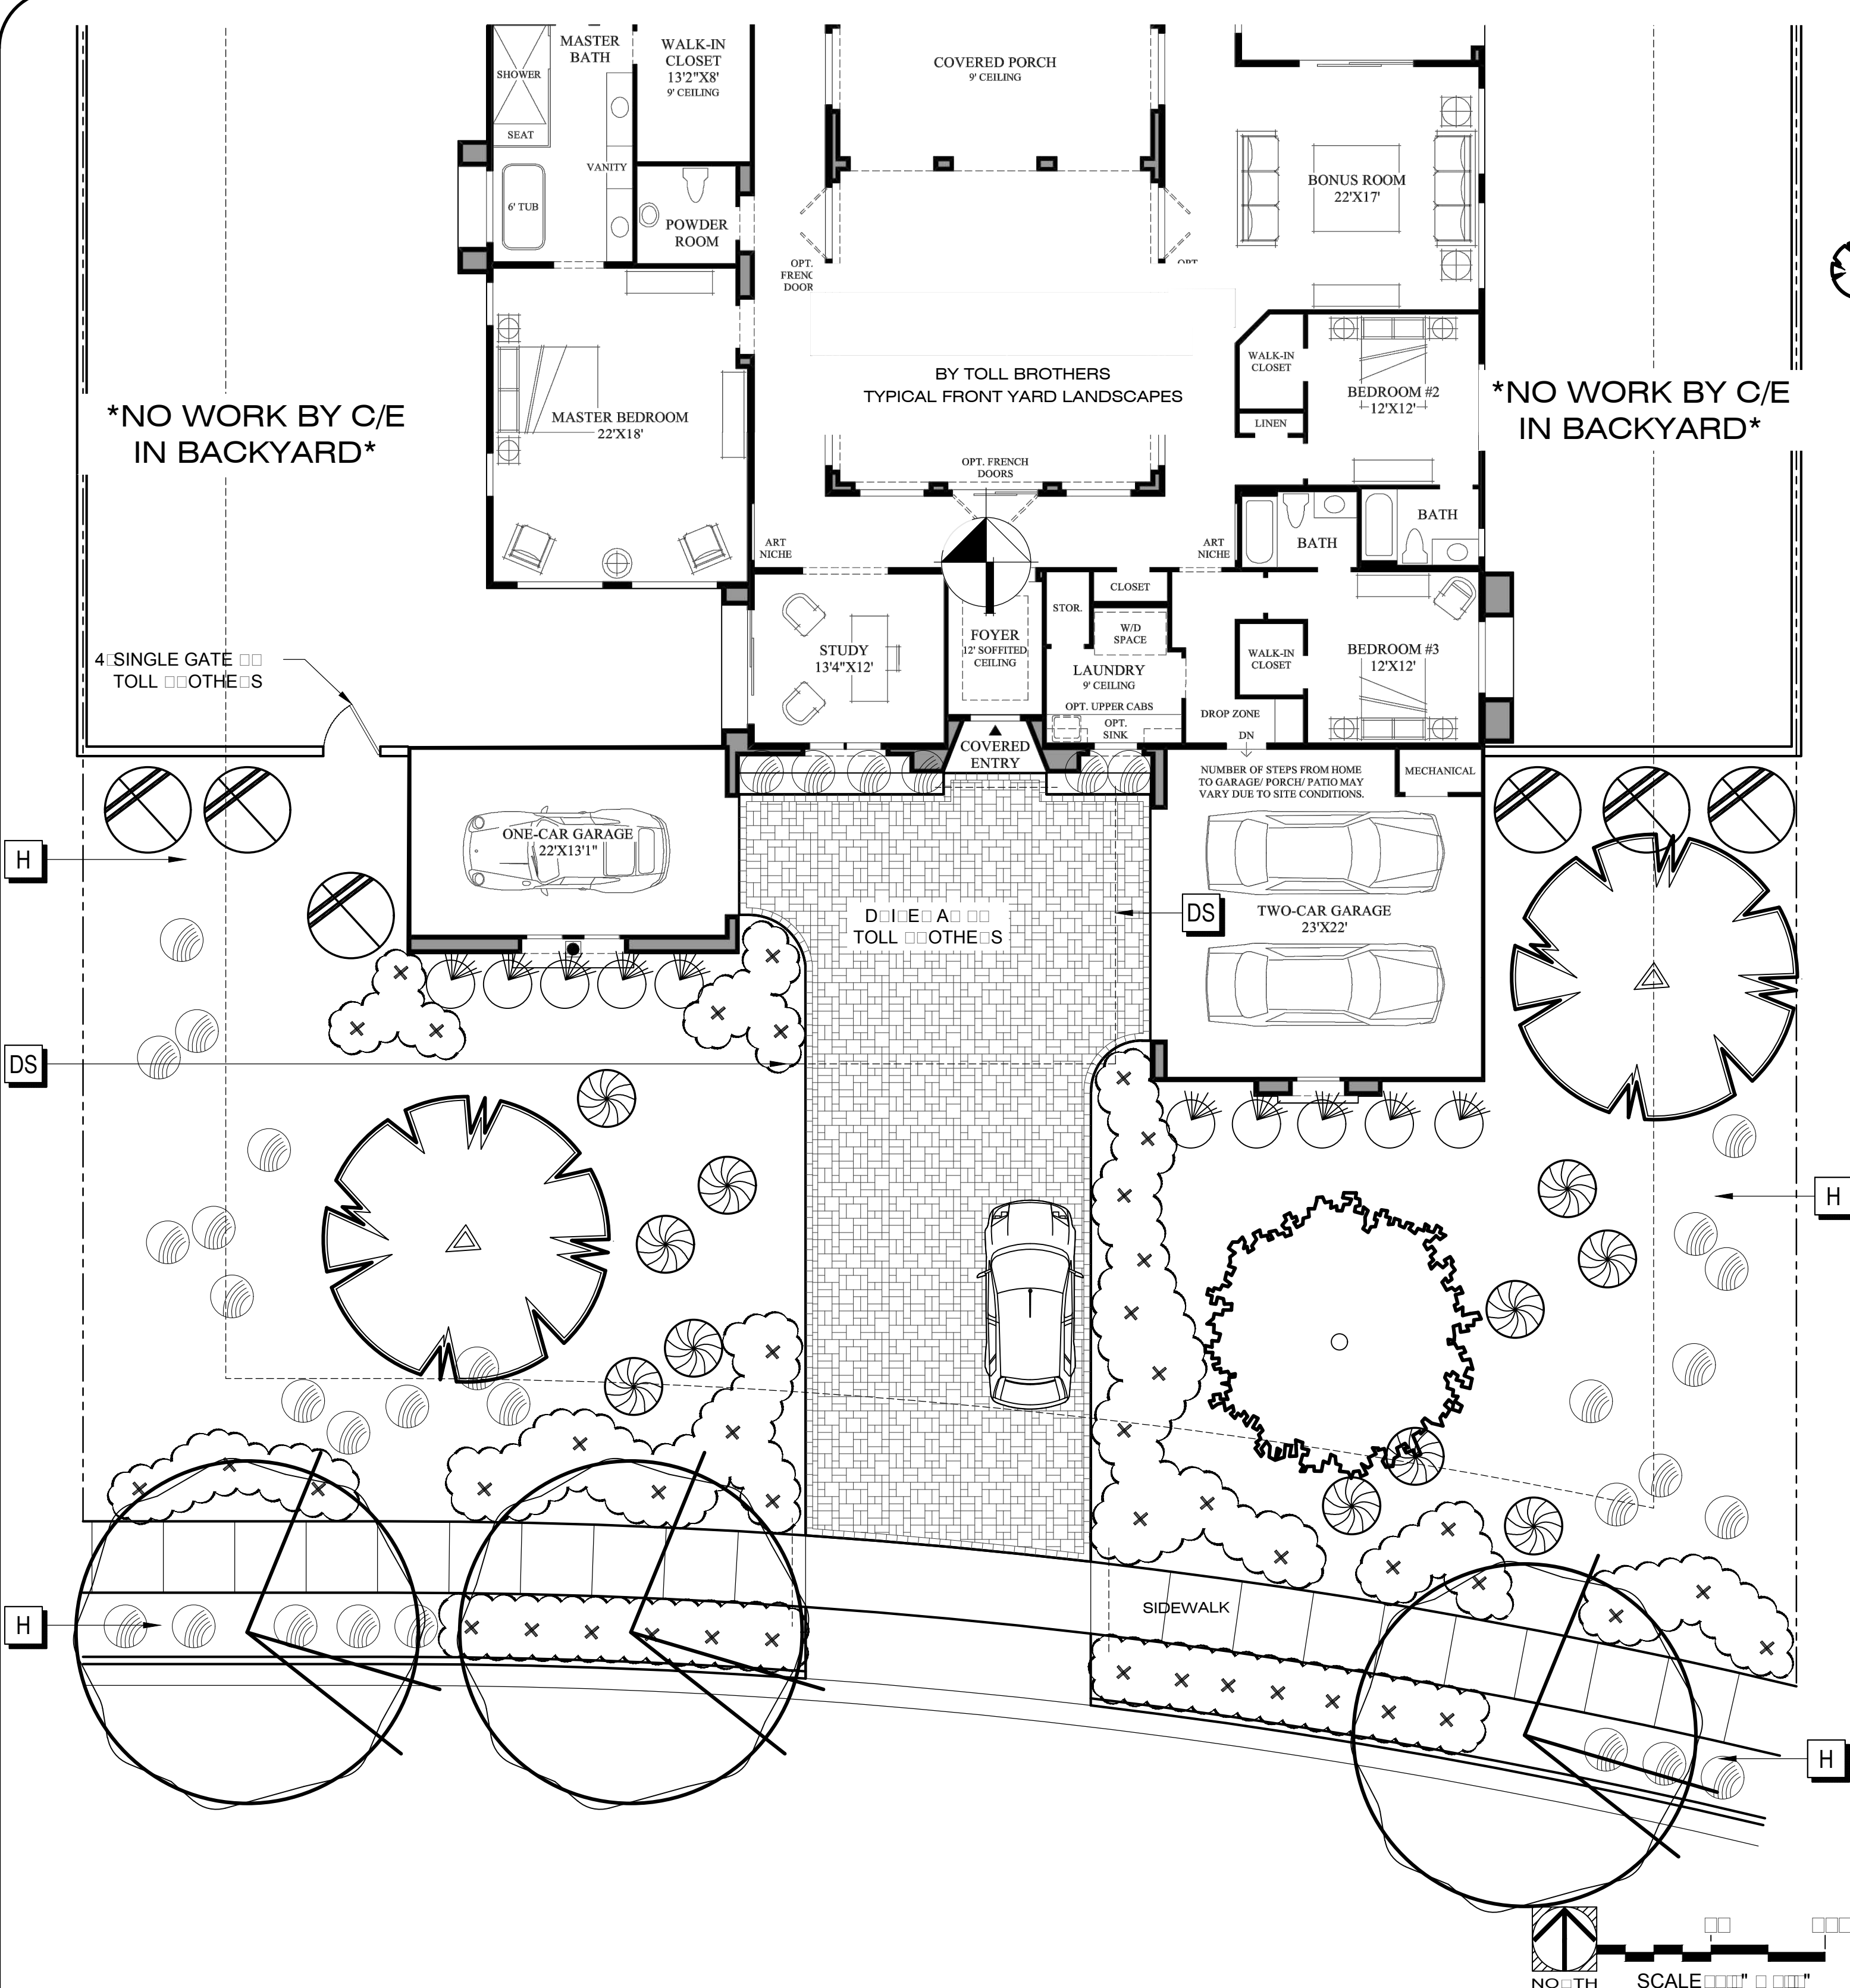 MASTER
BATH
WALK-IN
CLOSET
13'2"X8'
9' CEILING
SHOWER
SEAT
VANITY
6' TUB
POWDER
ROOM
COVERED PORCH
9' CEILING
BONUS ROOM
22'X17'
OPT.
FRENC
DOOR
OPT
BY TOLL BROTHERS
TYPICAL FRONT YARD LANDSCAPES
WALK-IN
CLOSET
LINEN
BEDROOM #2
12'X12'
*NO WORK BY C/E
IN BACKYARD*
*NO WORK BY C/E
IN BACKYARD*
MASTER BEDROOM
22'X18'
OPT. FRENCH
DOORS
ART
NICHE
ART
NICHE
BATH
BATH
CLOSET
STOR.
W/D
SPACE
FOYER
12' SOFFITED
CEILING
STUDY
13'4"X12'
LAUNDRY
9' CEILING
OPT. UPPER CABS
OPT.
SINK
WALK-IN
CLOSET
BEDROOM #3
12'X12'
DROP ZONE
DN
SINGLE GATE
TOLL
COVERED
ENTRY
NUMBER OF STEPS FROM HOME
TO GARAGE/ PORCH/ PATIO MAY
VARY DUE TO SITE CONDITIONS.
MECHANICAL
ONE-CAR GARAGE
22'X13'1"
H
DS
TOLL
TWO-CAR GARAGE
23'X22'
DS
H
SIDEWALK
H
H
SCALE